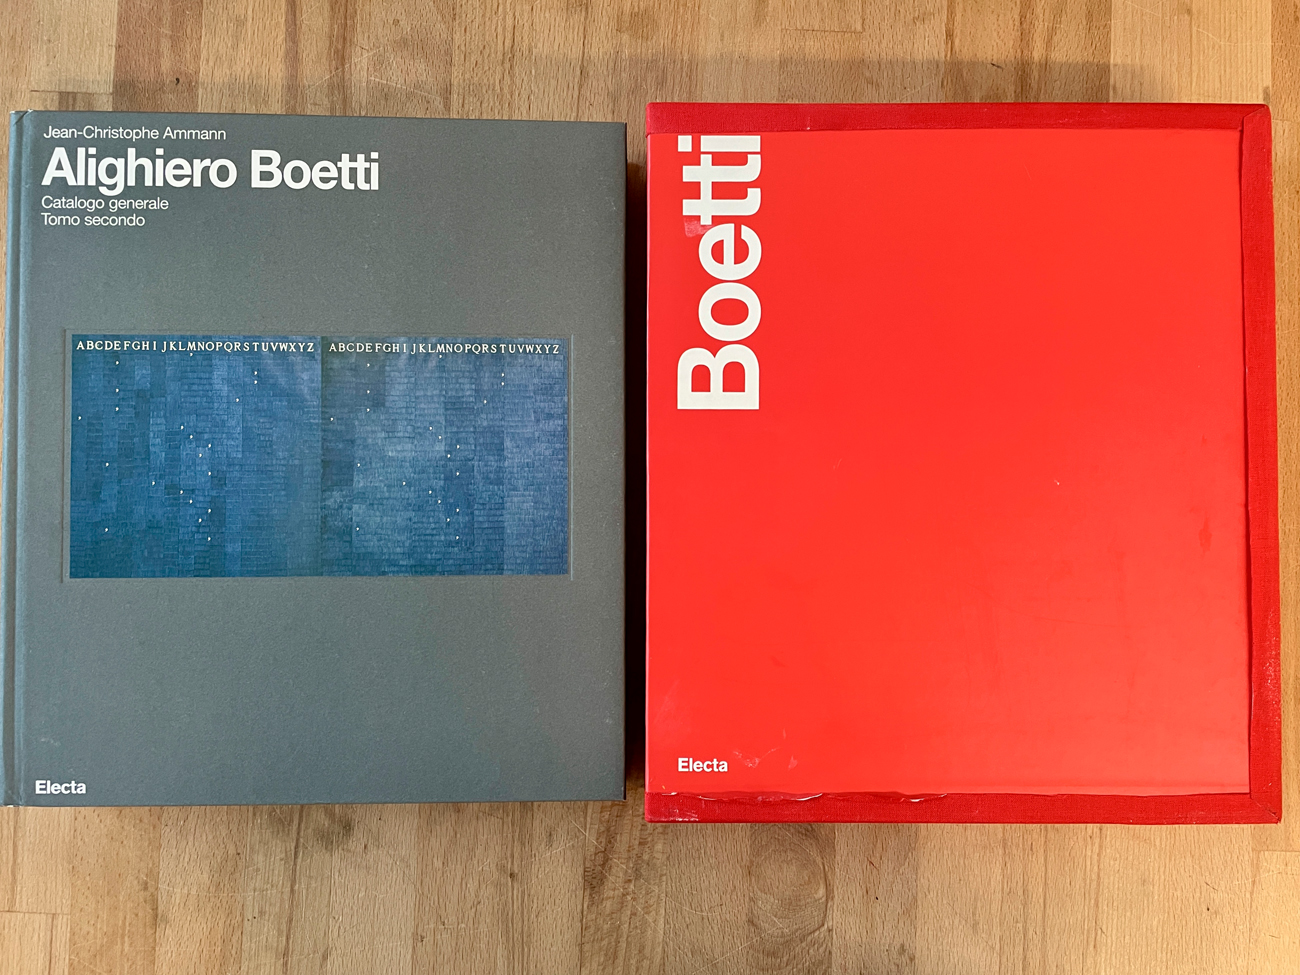 Jean-Christophe Ammann
Alighiero Boetti
Catalogo generale
Tomo secondo
ABCDEFGHIJKLMNOPQRSTUVWXYZ ABCDEFGHIJKLMNOPQRSTUVWXYZ
Electa
Boetti
Electa